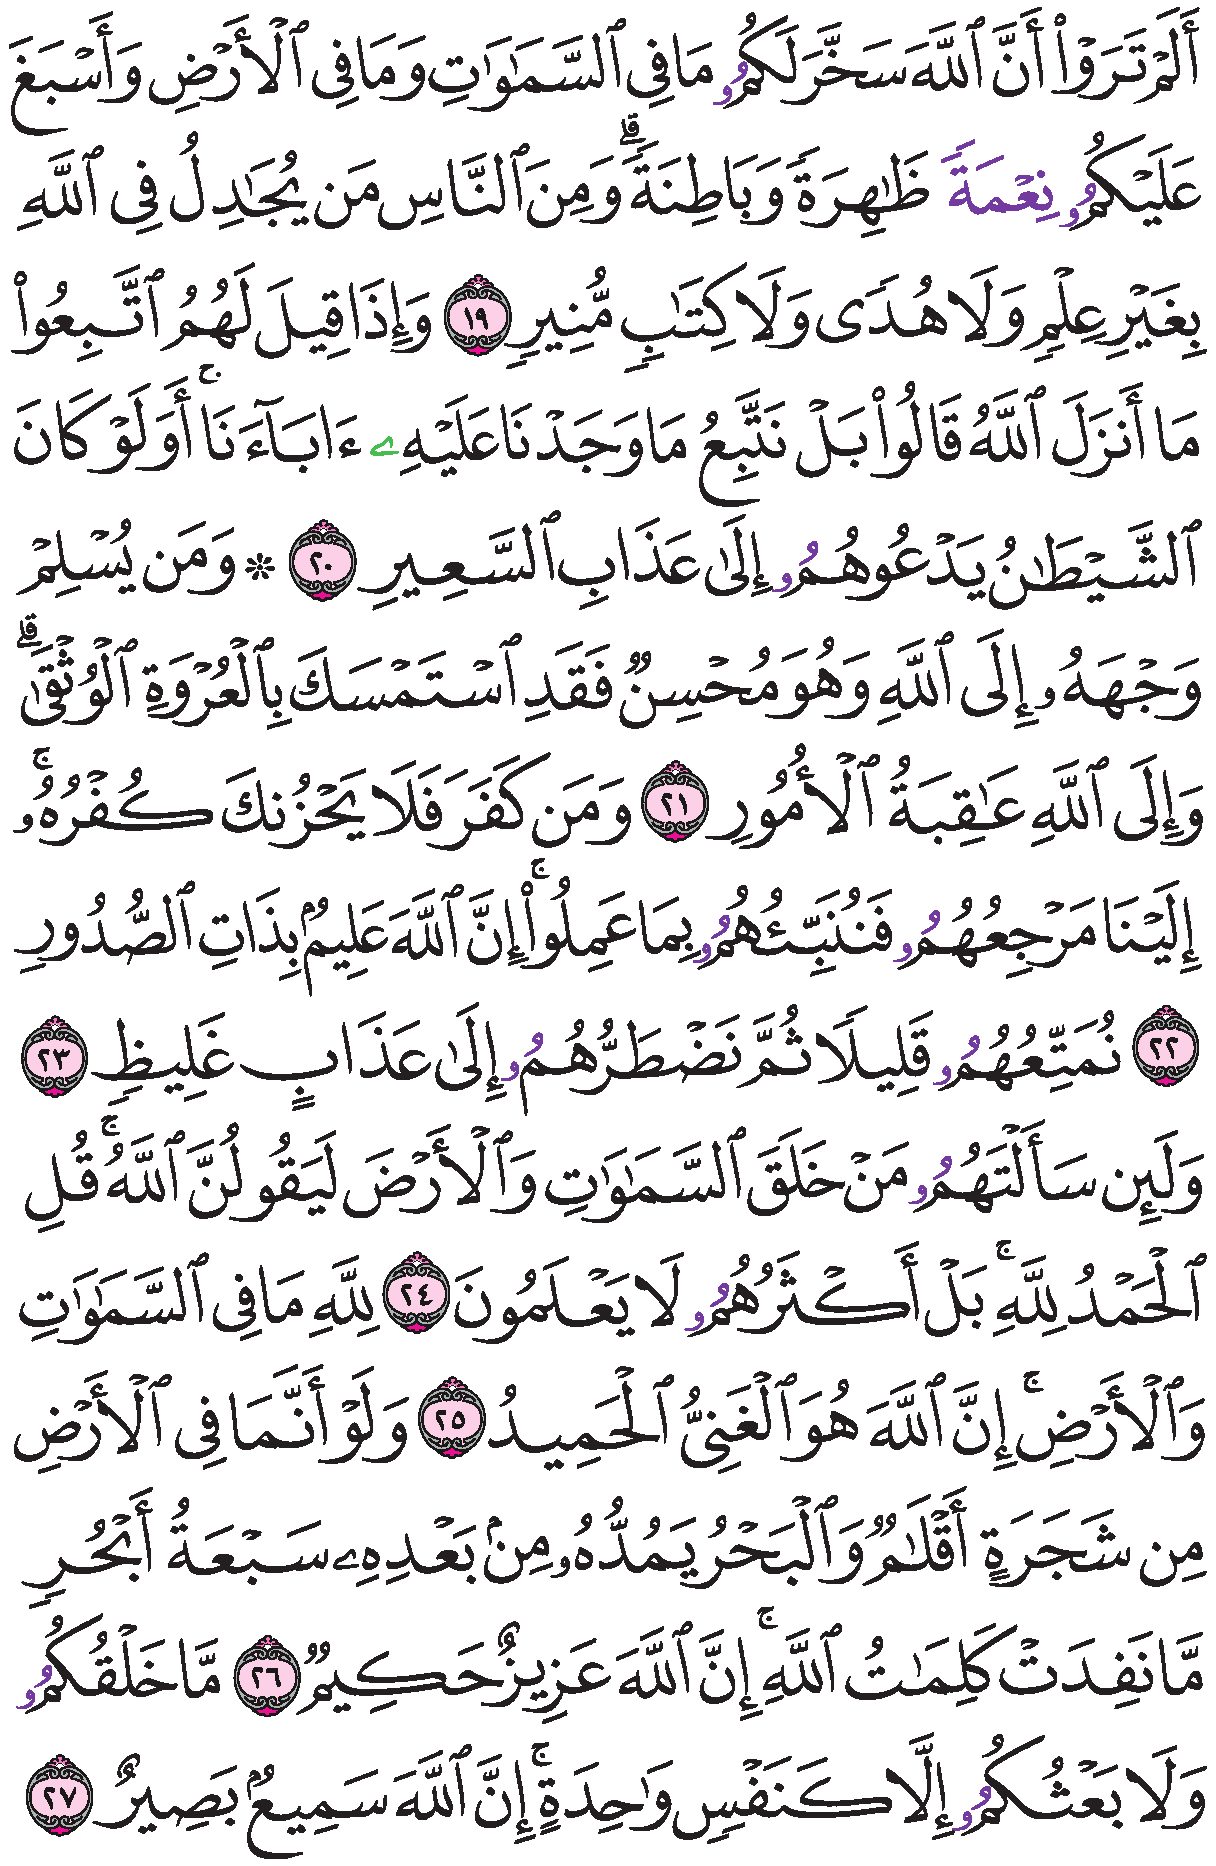 أَلَمْ تَرَوْا۟ أَنَّ ٱللَّهَ سَخَّرَ لَكُمُۥ مَا فِى ٱلسَّمَٰوَٰتِ وَمَا فِى ٱلْأَرْضِ وَأَسْبَغَ
عَلَيْكُمُۥ نِعْمَةً ظَٰهِرَةً وَبَاطِنَةً ۗ وَمِنَ ٱلنَّاسِ مَن يُجَٰدِلُ فِى ٱللَّهِ
بِغَيْرِ عِلْمٍ وَلَا هُدًى وَلَا كِتَٰبٍ مُّنِيرٍ ١٩ وَإِذَا قِيلَ لَهُمُ ٱتَّبِعُوا۟
مَا أَنزَلَ ٱللَّهُ قَالُوا۟ بَلْ نَتَّبِعُ مَا وَجَدْنَا عَلَيْهِۦ ءَابَآءَنَا ۚ أَوَلَوْ كَانَ
ٱلشَّيْطَٰنُ يَدْعُوهُمُۥ إِلَىٰ عَذَابِ ٱلسَّعِيرِ ٢٠ ۞ وَمَن يُسْلِمْ
وَجْهَهُۥ إِلَى ٱللَّهِ وَهُوَ مُحْسِنٌ فَقَدِ ٱسْتَمْسَكَ بِٱلْعُرْوَةِ ٱلْوُثْقَىٰ ۗ
وَإِلَى ٱللَّهِ عَٰقِبَةُ ٱلْأُمُورِ ٢١ وَمَن كَفَرَ فَلَا يَحْزُنكَ كُفْرُهُۥ ۚ
إِلَيْنَا مَرْجِعُهُمُۥ فَنُنَبِّئُهُمُۥ بِمَا عَمِلُوا۟ ۚ إِنَّ ٱللَّهَ عَلِيمٌۢ بِذَاتِ ٱلصُّدُورِ
٢٢ نُمَتِّعُهُمُۥ قَلِيلًا ثُمَّ نَضْطَرُّهُمُۥ إِلَىٰ عَذَابٍ غَلِيظٍ ٢٣
وَلَئِن سَأَلْتَهُمُۥ مَنْ خَلَقَ ٱلسَّمَٰوَٰتِ وَٱلْأَرْضَ لَيَقُولُنَّ ٱللَّهُ ۚ قُلِ
ٱلْحَمْدُ لِلَّهِ ۚ بَلْ أَكْثَرُهُمُۥ لَا يَعْلَمُونَ ٢٤ لِلَّهِ مَا فِى ٱلسَّمَٰوَٰتِ
وَٱلْأَرْضِ ۚ إِنَّ ٱللَّهَ هُوَ ٱلْغَنِىُّ ٱلْحَمِيدُ ٢٥ وَلَوْ أَنَّمَا فِى ٱلْأَرْضِ
مِن شَجَرَةٍ أَقْلَٰمٌ وَٱلْبَحْرُ يَمُدُّهُۥ مِنۢ بَعْدِهِۦ سَبْعَةُ أَبْحُرٍ
مَّا نَفِدَتْ كَلِمَٰتُ ٱللَّهِ ۚ إِنَّ ٱللَّهَ عَزِيزٌ حَكِيمٌ ٢٦ مَّا خَلْقُكُمُۥ
وَلَا بَعْثُكُمُۥ إِلَّا كَنَفْسٍ وَٰحِدَةٍ ۚ إِنَّ ٱللَّهَ سَمِيعٌۢ بَصِيرٌ ٢٧